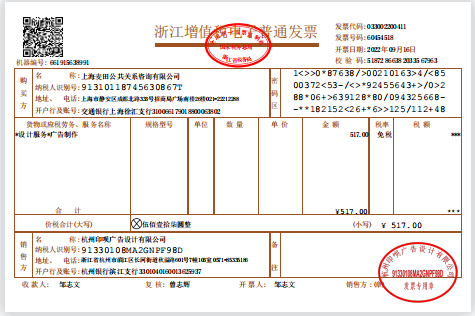 浙江增值税电子普通发票
发票代码:033002200411
发票号码:60454518
开票日期:2022年09月16日
校验码:51872 86638 20335 67963
机器编号:661915638991
购买方
名称:上海麦田公共关系咨询有限公司
纳税人识别号:91310118745630867T
地址、电话:上海市静安区成都北路333号招商局广场南楼26楼021-22212288
开户行及账号:交通银行上海徐汇支行310066179018800063802
密码区
1<>>0*87638/>00210163>4/<85
00372<53-/<>*92455643+>/0>2
88*06+>639128*80/094325668-
-**182152<26+*6>>125/112+48
货物或应税劳务、服务名称 规格型号 单位 数量 单价 金额 税率 税额
*设计服务*广告制作 517.00 免税 ***
合计 ¥517.00 ***
价税合计(大写) ⊗伍佰壹拾柒圆整 (小写) ¥ 517.00
销售方
名称:杭州印呗广告设计有限公司
纳税人识别号:91330108MA2GNPF98D
开户行及账号:杭州银行滨江支行3301040160013625937
备注
收款人:邹志文 复核:曾志辉 开票人:邹志文 销售方:
杭州印呗广告设计有限公司
91330108MA2GNPF98D
发票专用章